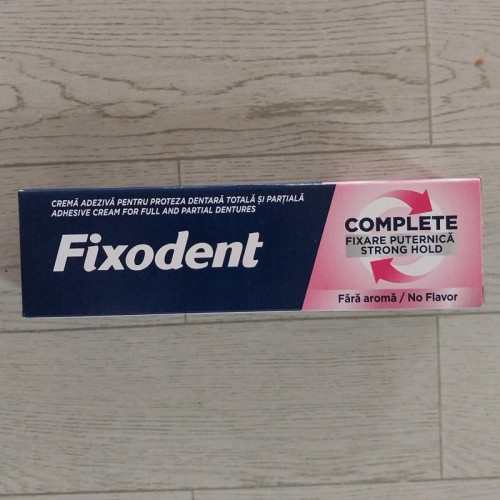 CREMĂ ADEZIVĂ PENTRU PROTEZA DENTARĂ TOTALĂ ȘI PARȚIALĂ
ADHESIVE CREAM FOR FULL AND PARTIAL DENTURES
Fixodent
COMPLETE
FIXARE PUTERNICĂ
STRONG HOLD
Fără aromă / No Flavor